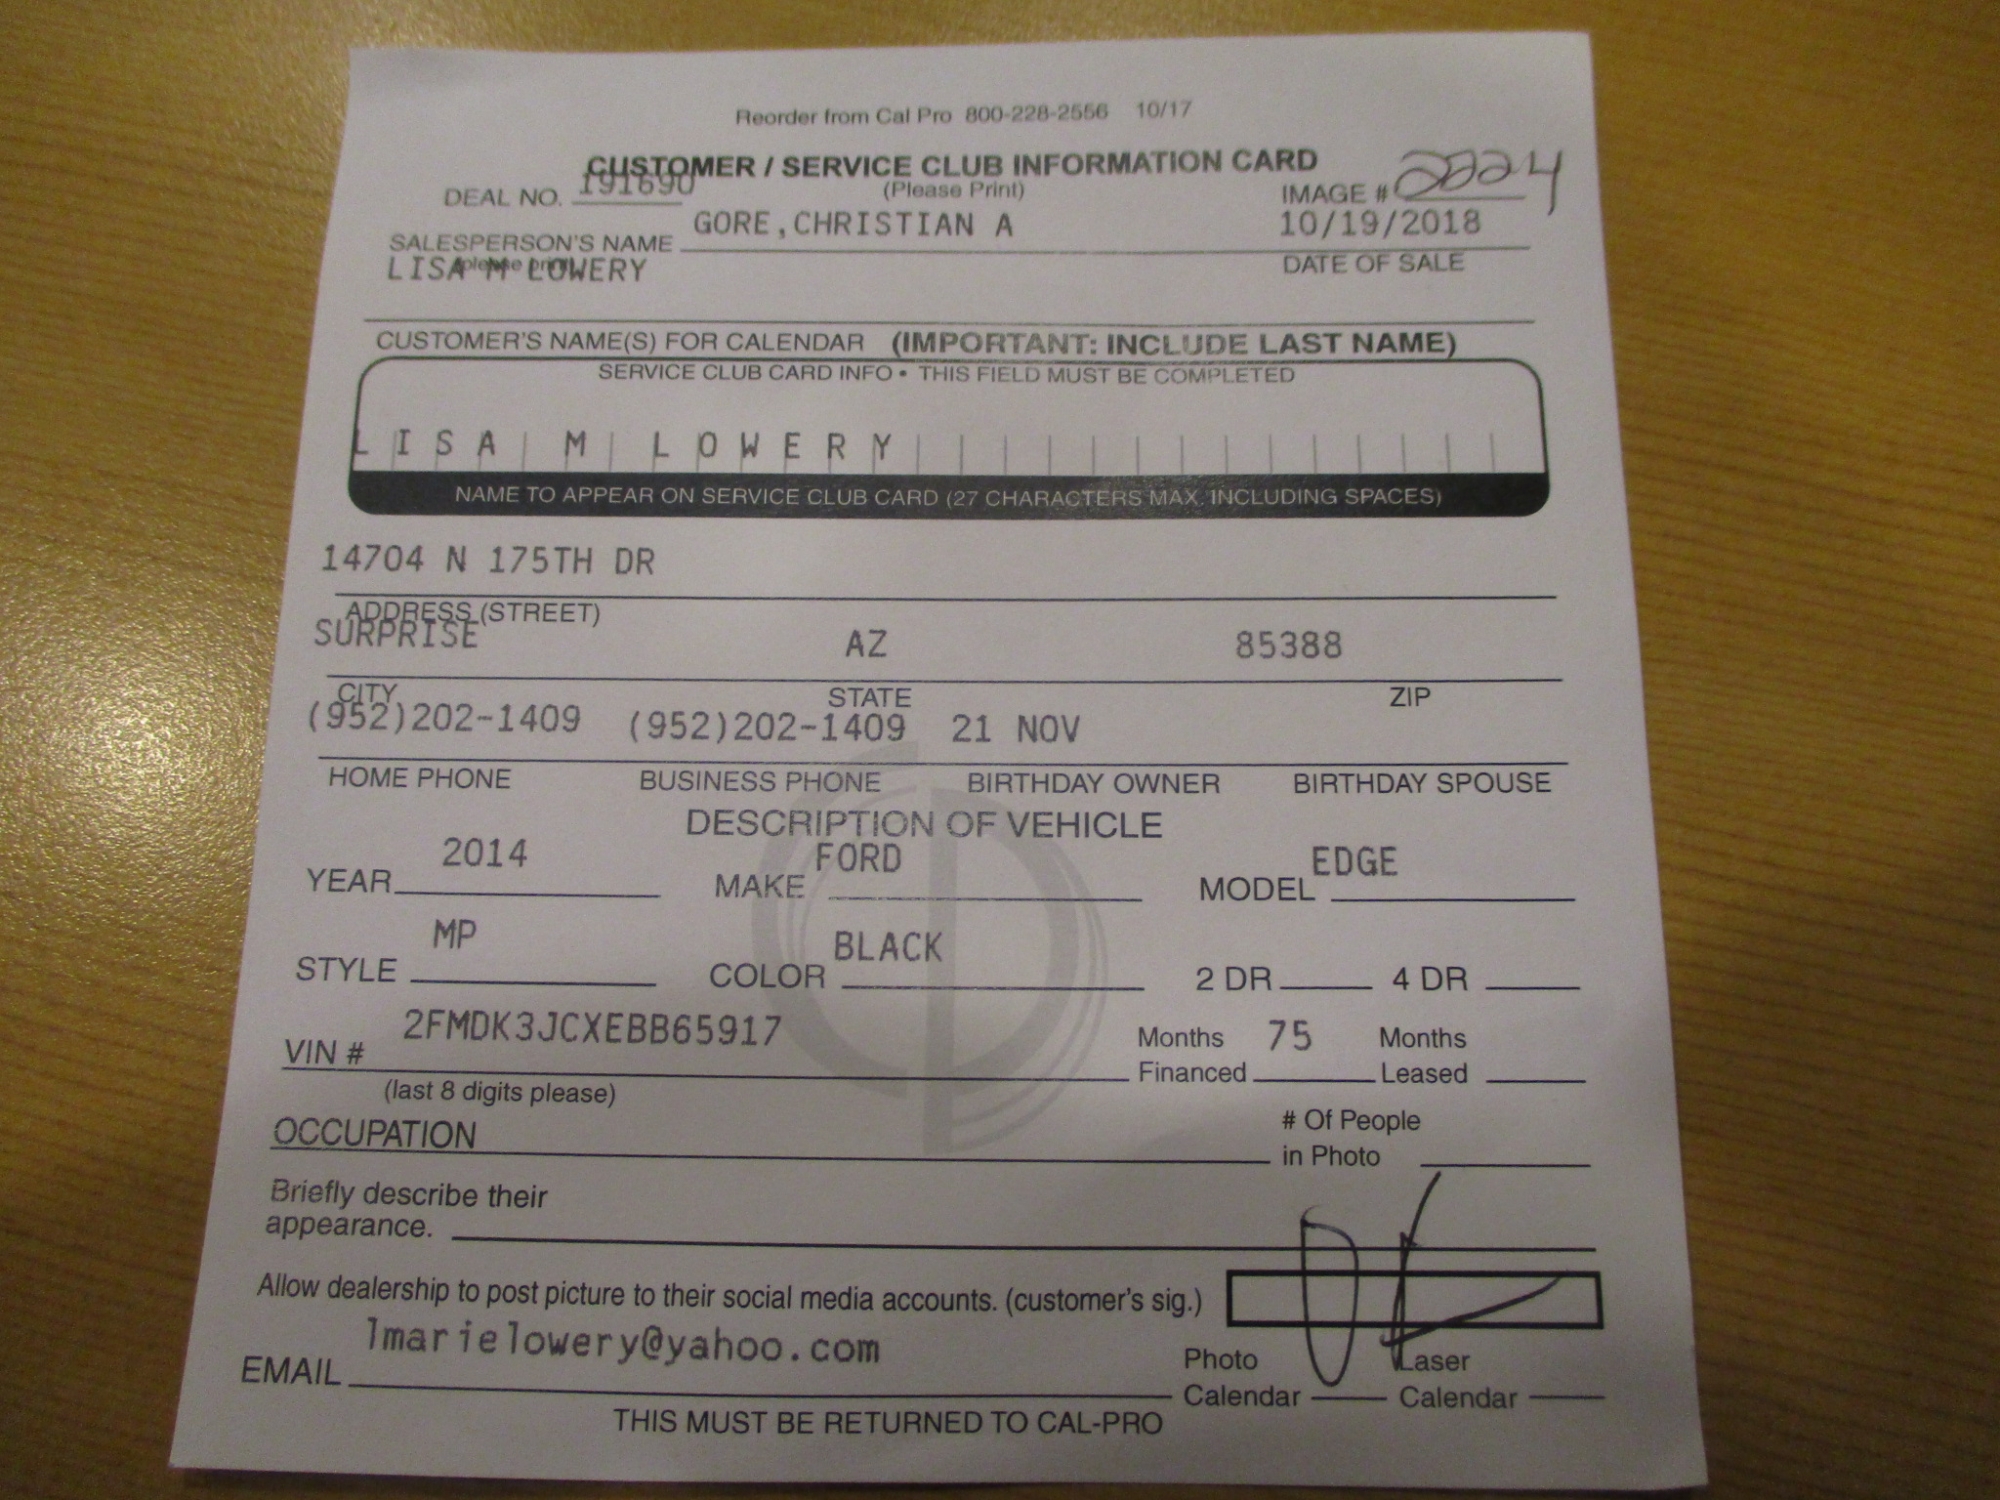 Reorder from Cal Pro 800-228-2556 10/17
CUSTOMER / SERVICE CLUB INFORMATION CARD
DEAL NO. 191690 (Please Print) IMAGE # 2224
SALESPERSON'S NAME GORE,CHRISTIAN A 10/19/2018
(please print) DATE OF SALE
LISA M LOWERY
CUSTOMER'S NAME(S) FOR CALENDAR (IMPORTANT: INCLUDE LAST NAME)
SERVICE CLUB CARD INFO • THIS FIELD MUST BE COMPLETED
LISA M LOWERY
NAME TO APPEAR ON SERVICE CLUB CARD (27 CHARACTERS MAX. INCLUDING SPACES)
14704 N 175TH DR
ADDRESS (STREET)
SURPRISE AZ 85388
CITY STATE ZIP
(952)202-1409 (952)202-1409 21 NOV
HOME PHONE BUSINESS PHONE BIRTHDAY OWNER BIRTHDAY SPOUSE
DESCRIPTION OF VEHICLE
YEAR 2014 MAKE FORD MODEL EDGE
STYLE MP COLOR BLACK 2 DR 4 DR
VIN # 2FMDK3JCXEBB65917 Months Financed 75 Months Leased
(last 8 digits please)
OCCUPATION # Of People in Photo
Briefly describe their
appearance.
Allow dealership to post picture to their social media accounts. (customer's sig.)
EMAIL lmarielowery@yahoo.com Photo Calendar Laser Calendar
THIS MUST BE RETURNED TO CAL-PRO